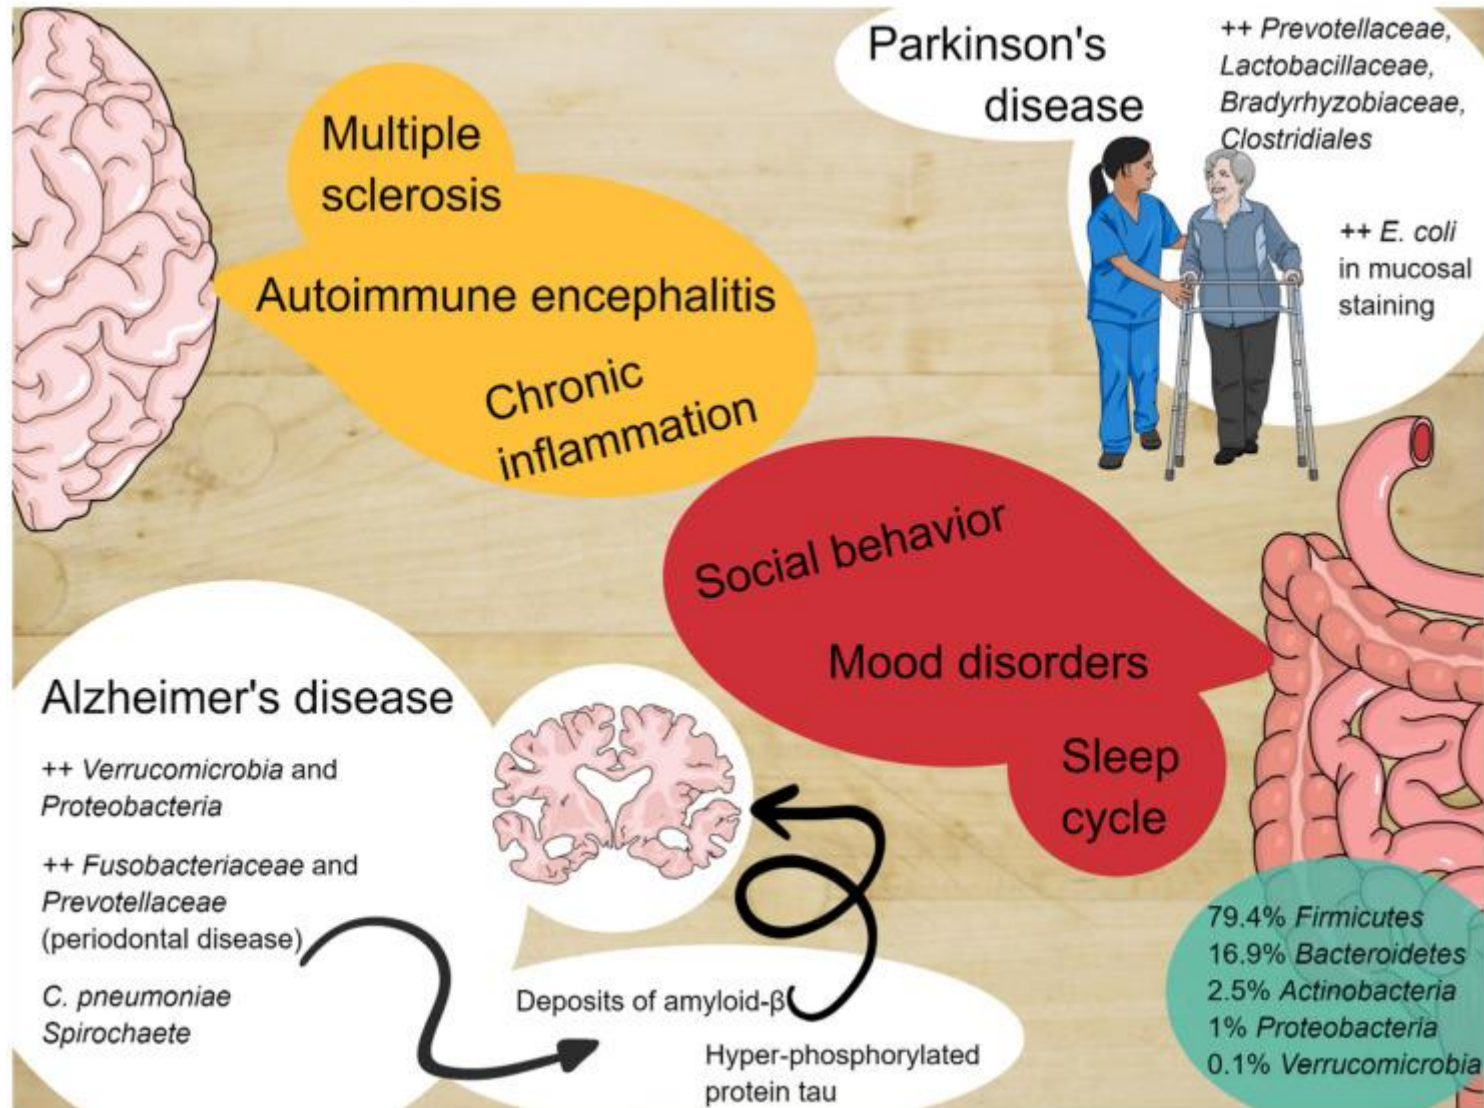 Parkinson's
disease
++ Prevotellaceae,
Lactobacillaceae,
Bradyrhyzobiaceae,
Clostridiales
++ E. coli
in mucosal
staining
Multiple
sclerosis
Autoimmune encephalitis
Chronic
inflammation
Social behavior
Mood disorders
Sleep
cycle
Alzheimer's disease
++ Verrucomicrobia and
Proteobacteria
++ Fusobacteriaceae and
Prevotellaceae
(periodontal disease)
C. pneumoniae
Spirochaete
Deposits of amyloid-β
Hyper-phosphorylated
protein tau
79.4% Firmicutes
16.9% Bacteroidetes
2.5% Actinobacteria
1% Proteobacteria
0.1% Verrucomicrobia